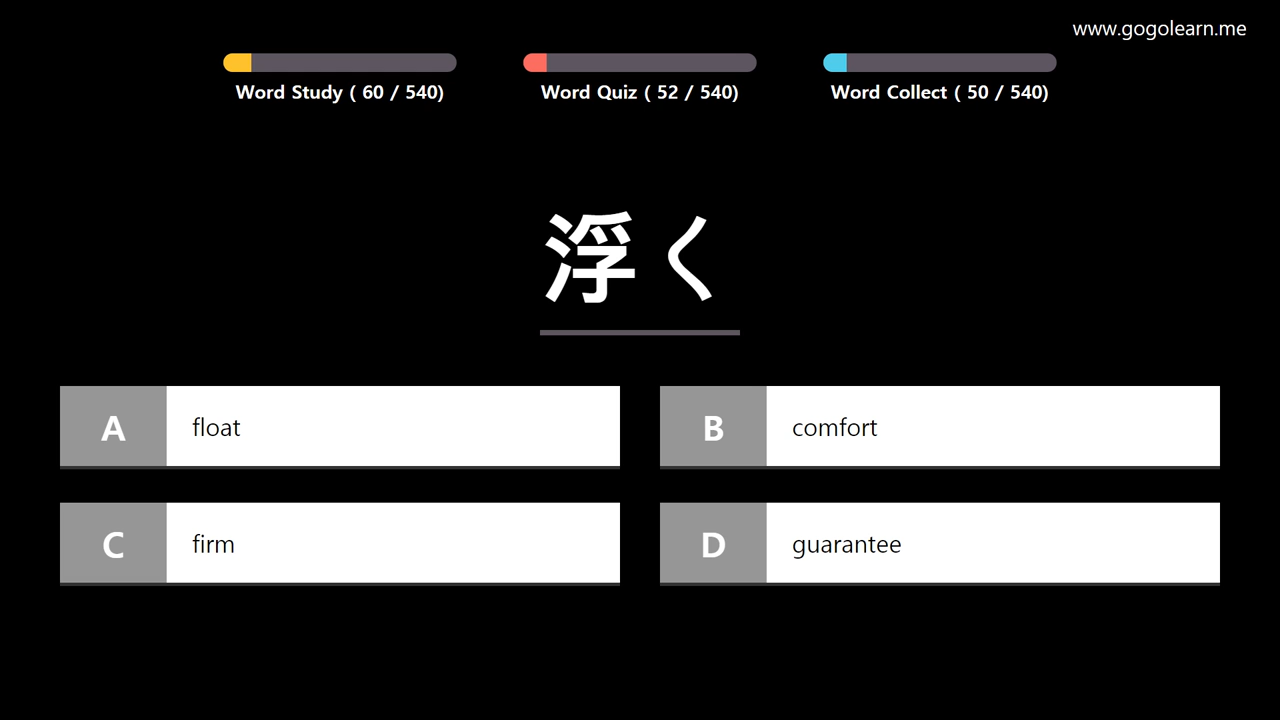 www.gogolearn.me
Word Study ( 60 / 540)
Word Quiz ( 52 / 540)
Word Collect ( 50 / 540)
浮く
A float
B comfort
C firm
D guarantee